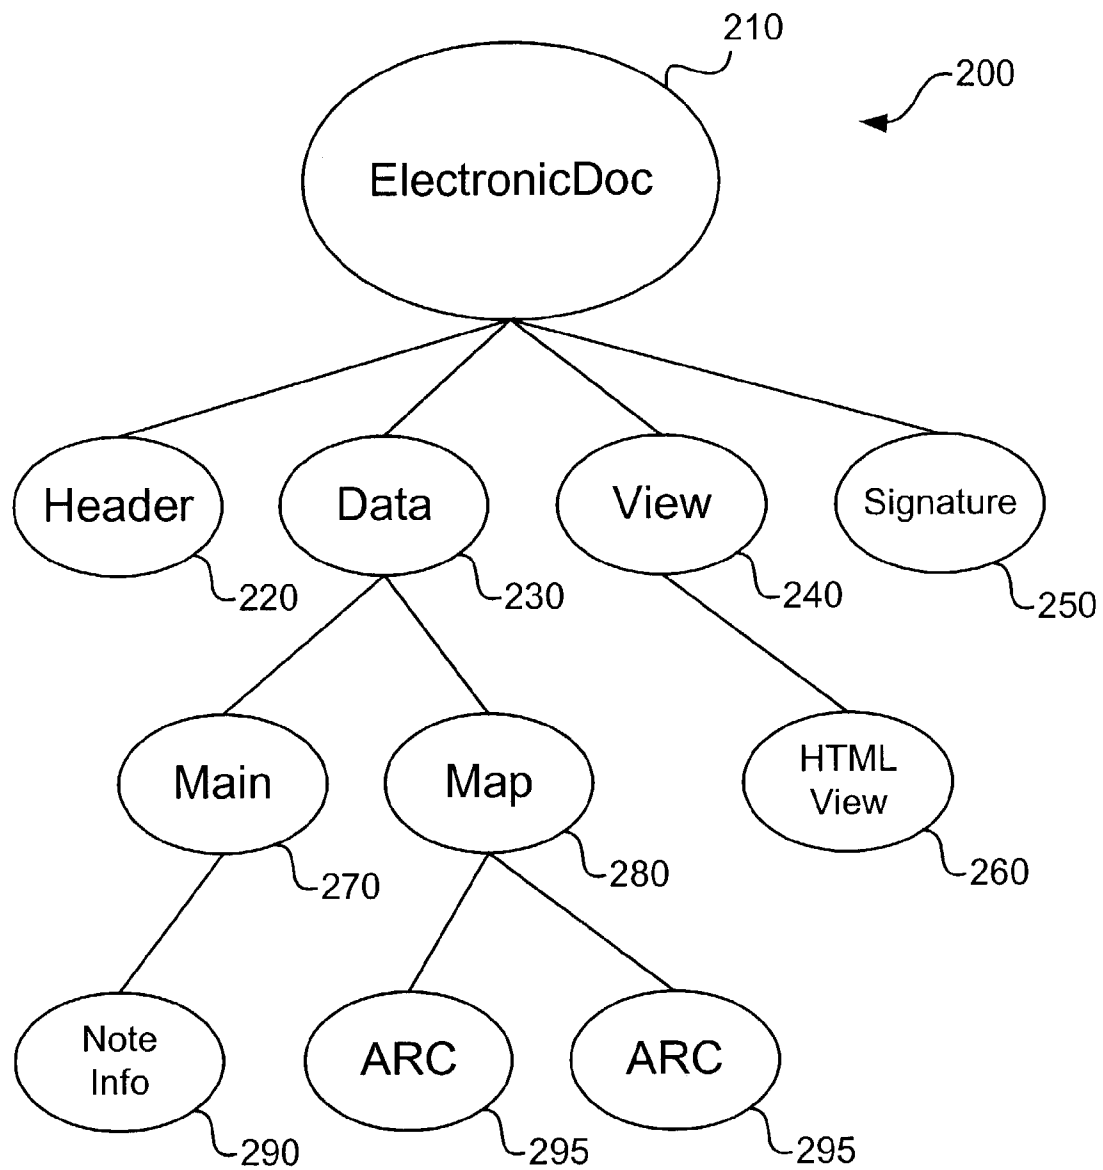 210
200
ElectronicDoc
Header
Data
View
Signature
220
230
240
250
Main
Map
HTML
View
270
280
260
Note
Info
ARC
ARC
290
295
295